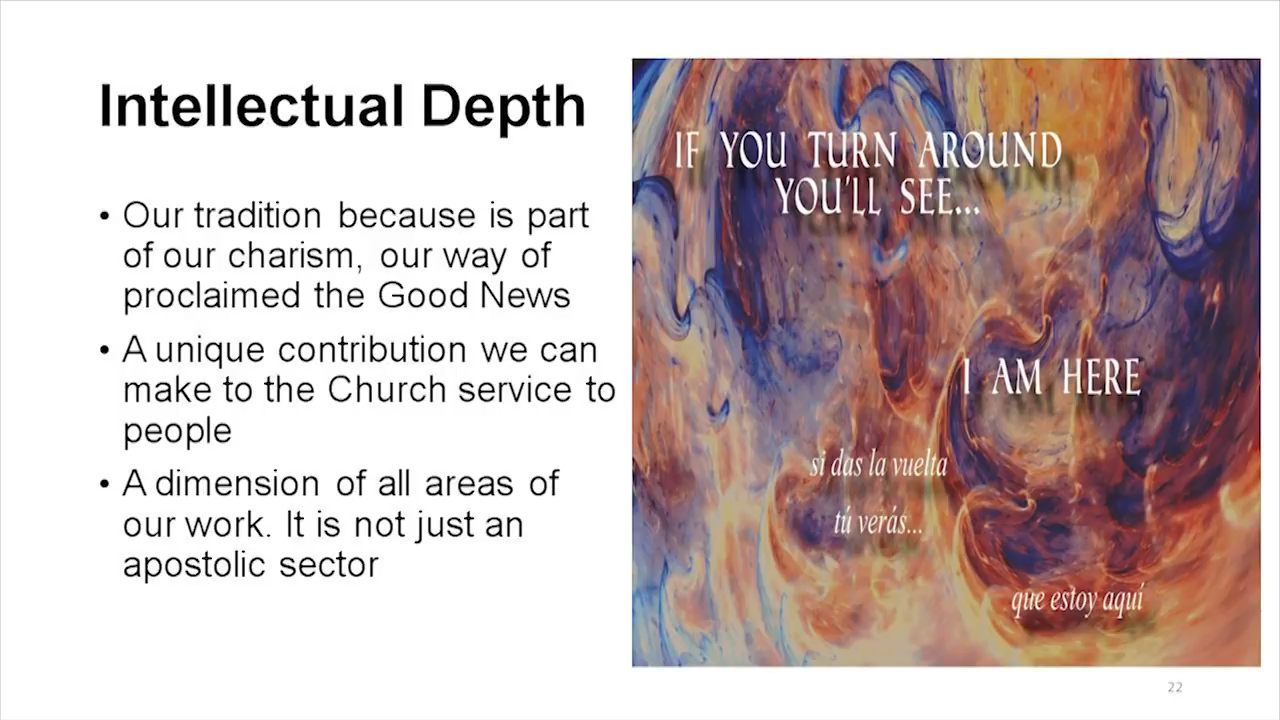 Intellectual Depth
• Our tradition because is part
of our charism, our way of
proclaimed the Good News
• A unique contribution we can
make to the Church service to
people
• A dimension of all areas of
our work. It is not just an
apostolic sector
IF YOU TURN AROUND
YOU'LL SEE...
I AM HERE
si das la vuelta
tú verás...
que estoy aquí
22